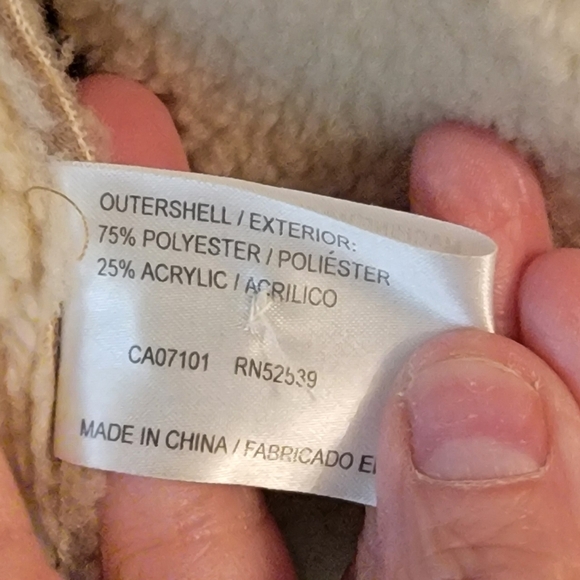 OUTERSHELL / EXTERIOR:
75% POLYESTER / POLIÉSTER
25% ACRYLIC / ACRILICO
CA07101 RN52539
MADE IN CHINA / FABRICADO